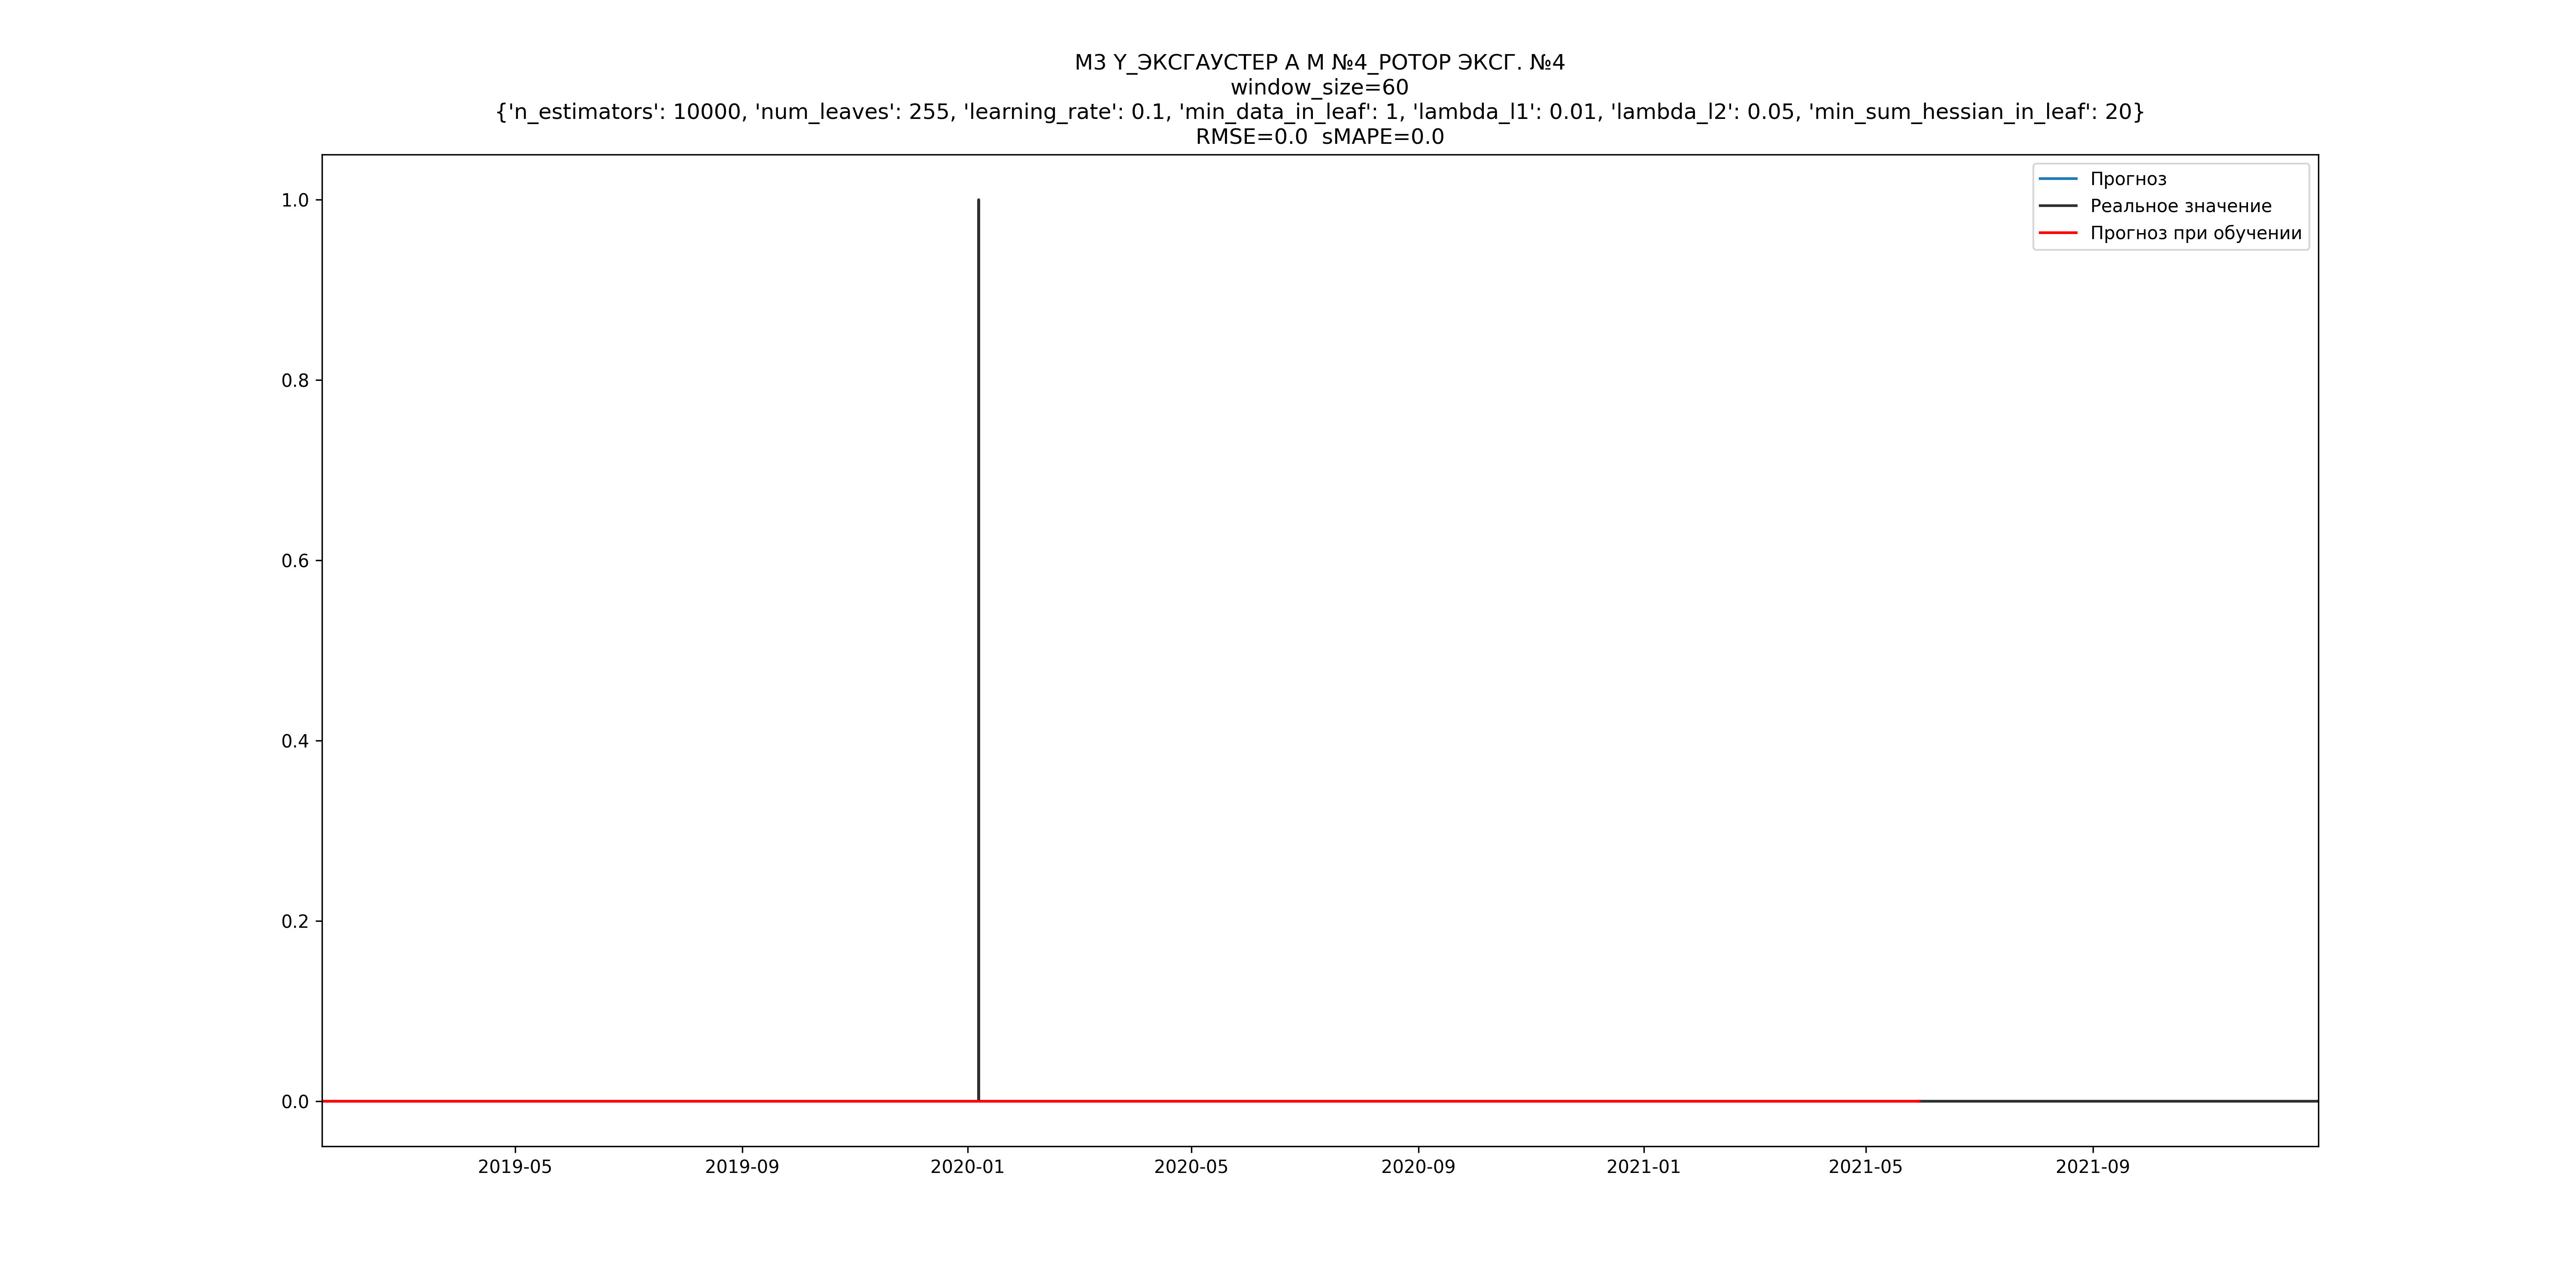 М3 Y_ЭКСГАУСТЕР А М №4_РОТОР ЭКСГ. №4
window_size=60
{'n_estimators': 10000, 'num_leaves': 255, 'learning_rate': 0.1, 'min_data_in_leaf': 1, 'lambda_l1': 0.01, 'lambda_l2': 0.05, 'min_sum_hessian_in_leaf': 20}
RMSE=0.0  sMAPE=0.0
Прогноз
Реальное значение
Прогноз при обучении
1.0
0.8
0.6
0.4
0.2
0.0
2019-05 2019-09 2020-01 2020-05 2020-09 2021-01 2021-05 2021-09